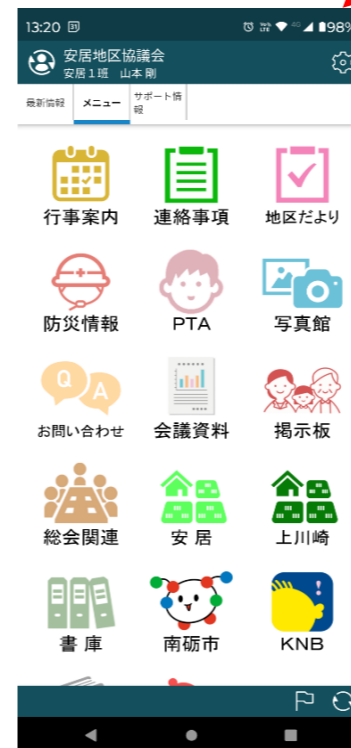 13:20 31 4G 98%
安居地区協議会
安居1班 山本剛
最新情報 メニュー サポート情
報
行事案内 連絡事項 地区だより
防災情報 PTA 写真館
Q A
お問い合わせ 会議資料 掲示板
総会関連 安居 上川崎
書庫 南砺市 KNB